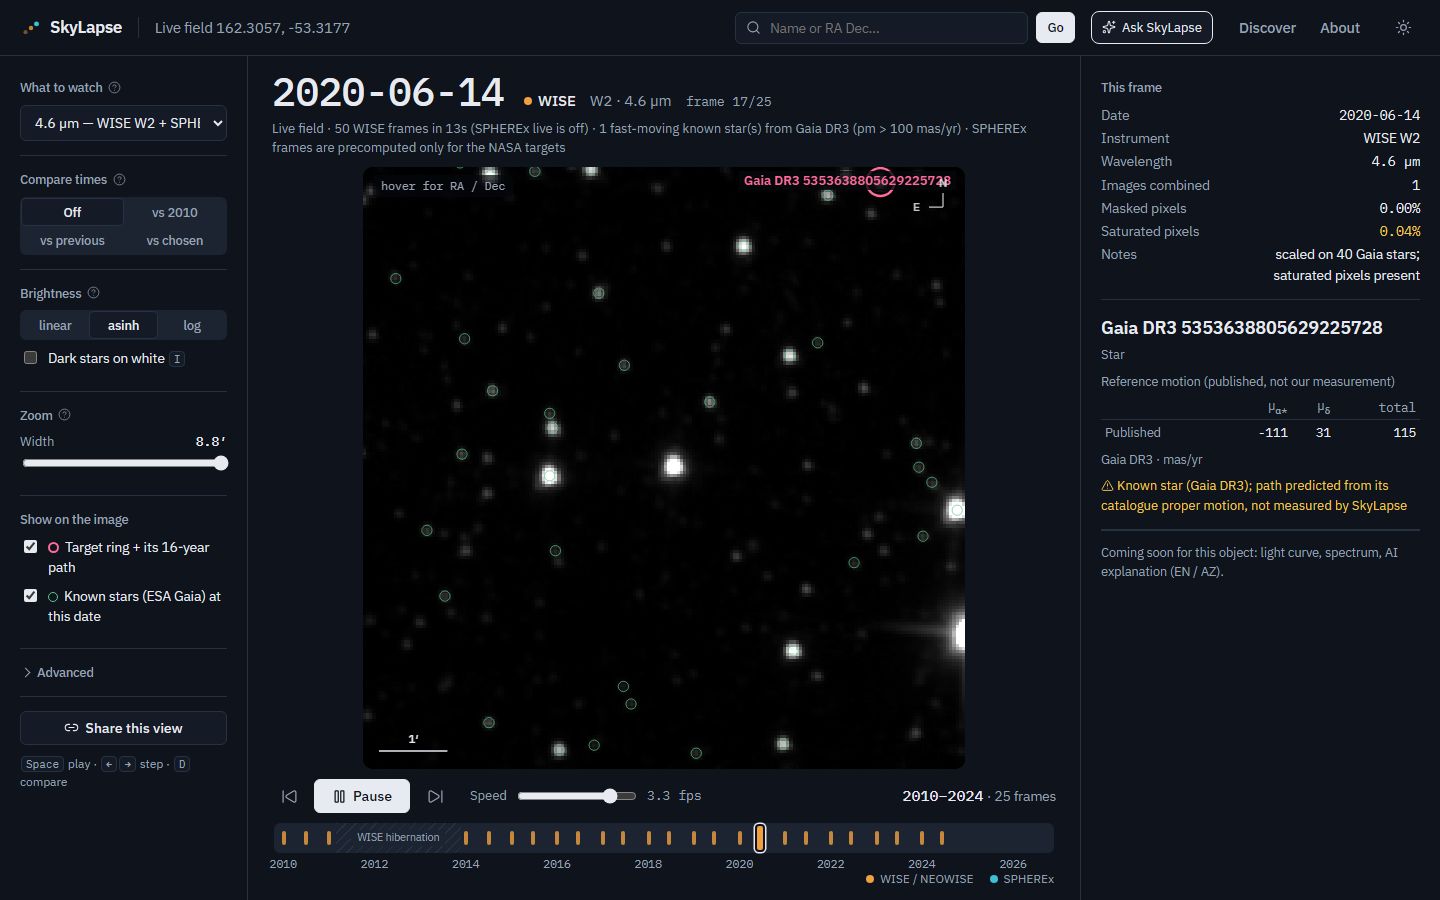 SkyLapse
Live field 162.3057, -53.3177
Name or RA Dec...
Go
Ask SkyLapse
Discover
About
What to watch
4.6 µm — WISE W2 + SPHE
Compare times
Off
vs 2010
vs previous
vs chosen
Brightness
linear
asinh
log
Dark stars on white I
Zoom
Width 8.8′
Show on the image
Target ring + its 16-year
path
Known stars (ESA Gaia) at
this date
Advanced
Share this view
Space play · ← → step · D
compare
2020-06-14 WISE W2 · 4.6 µm frame 17/25
Live field · 50 WISE frames in 13s (SPHEREx live is off) · 1 fast-moving known star(s) from Gaia DR3 (pm > 100 mas/yr) · SPHEREx
frames are precomputed only for the NASA targets
hover for RA / Dec
Gaia DR3 5353638805629225728
N
E
1′
Pause
Speed
3.3 fps
2010–2024 · 25 frames
WISE hibernation
2010 2012 2014 2016 2018 2020 2022 2024 2026
WISE / NEOWISE SPHEREx
This frame
Date 2020-06-14
Instrument WISE W2
Wavelength 4.6 µm
Images combined 1
Masked pixels 0.00%
Saturated pixels 0.04%
Notes scaled on 40 Gaia stars;
saturated pixels present
Gaia DR3 5353638805629225728
Star
Reference motion (published, not our measurement)
µα* µδ total
Published -111 31 115
Gaia DR3 · mas/yr
Known star (Gaia DR3); path predicted from its
catalogue proper motion, not measured by SkyLapse
Coming soon for this object: light curve, spectrum, AI
explanation (EN / AZ).